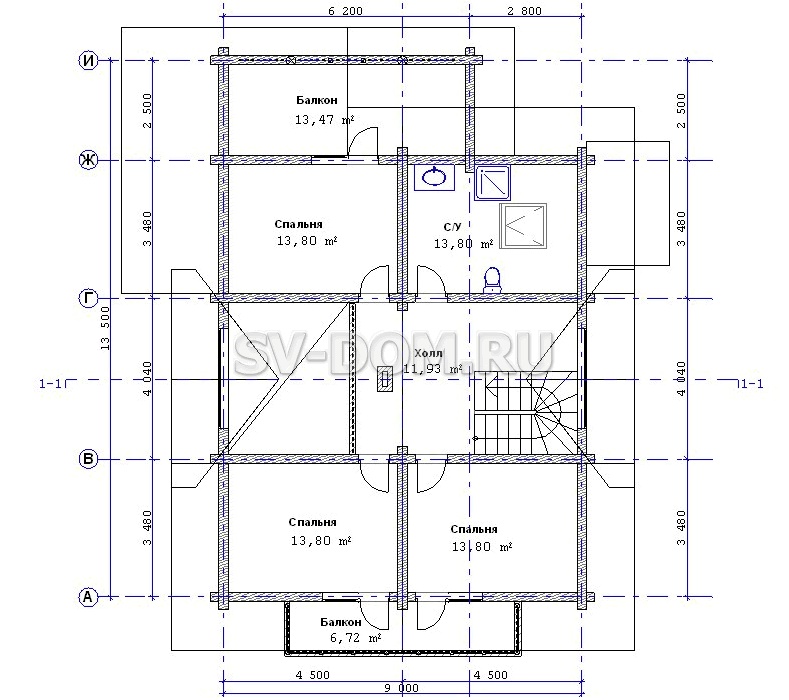 6 200
2 800
И
Балкон
13,47 m²
2 500
2 500
Ж
Спальня
13,80 m²
С/У
13,80 m²
3 480
3 480
Г
13 500
SV-DOM.RU
Холл
11,93 m²
4 040
4 040
1-1
1-1
В
Спальня
13,80 m²
Спальня
13,80 m²
3 480
3 480
А
Балкон
6,72 m²
4 500
4 500
9 000